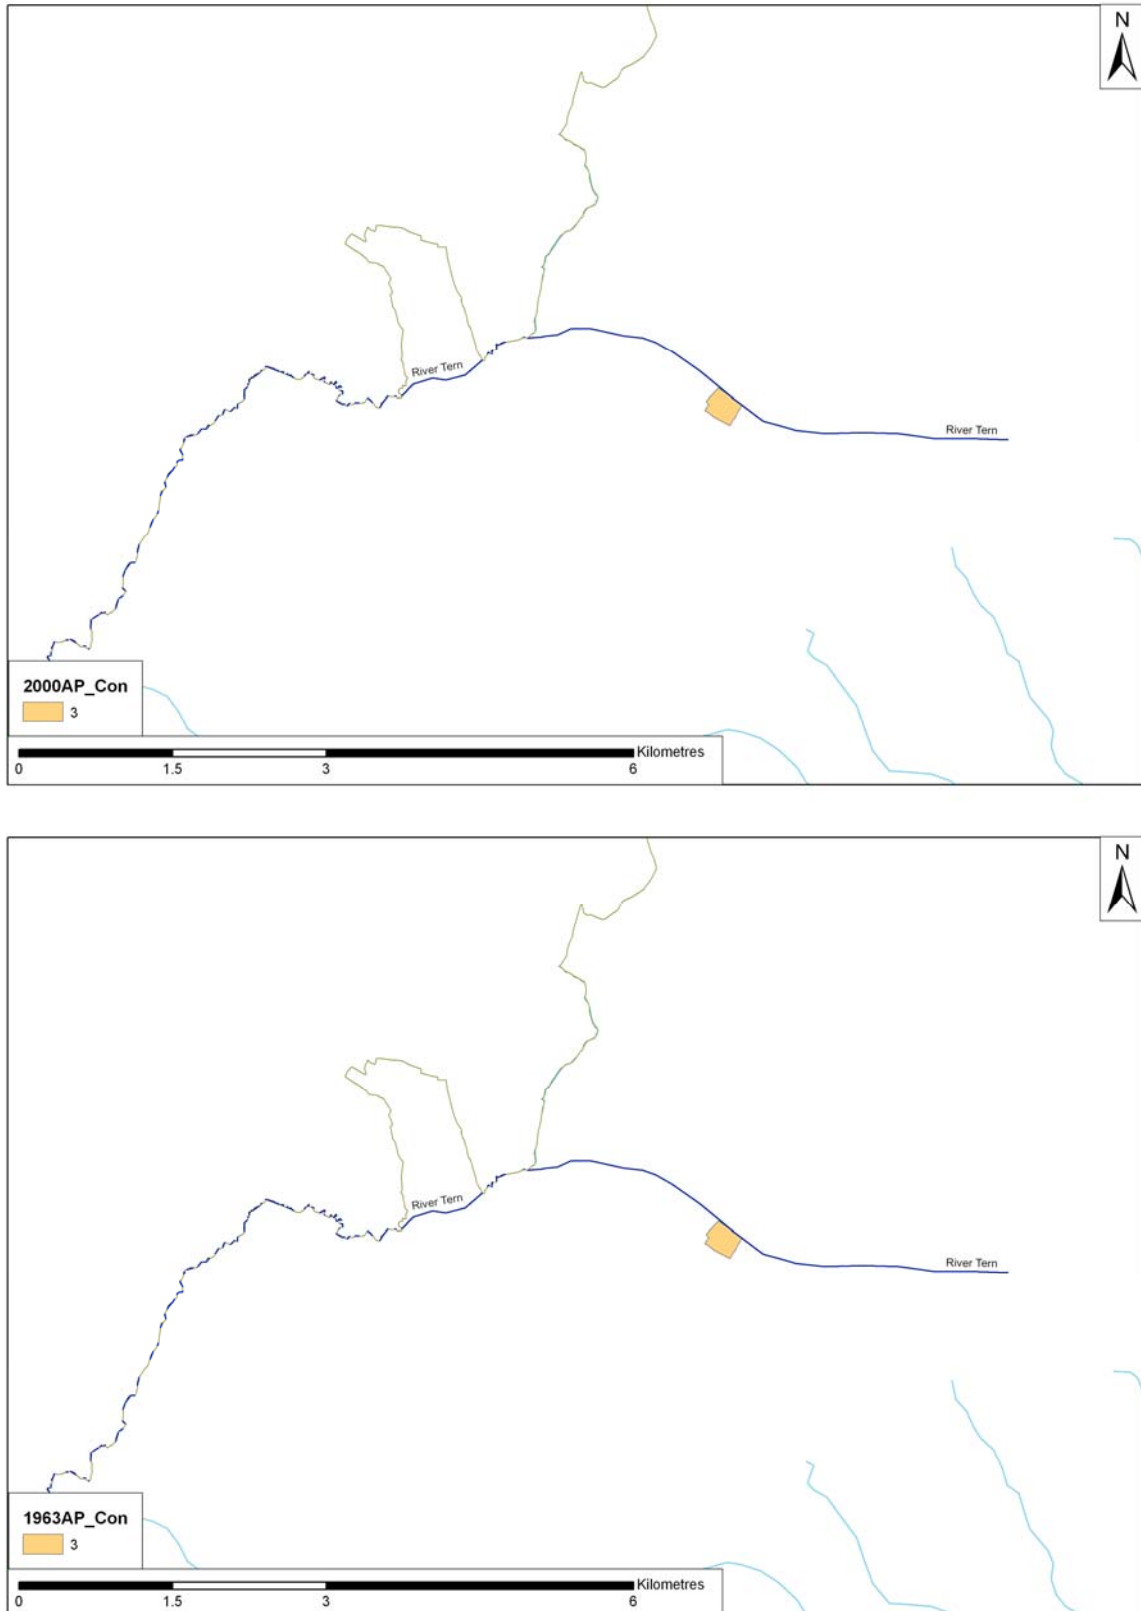 N
River Tern
River Tern
2000AP_Con
3
Kilometres
0 1.5 3 6
N
River Tern
River Tern
1963AP_Con
3
Kilometres
0 1.5 3 6